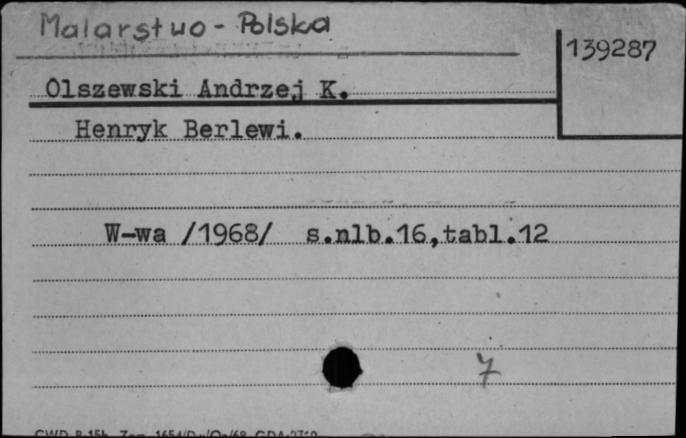 Malarstwo - Polska
139287
Olszewski Andrzej K.
Henryk Berlewi.
W-wa /1968/ s.nlb.16,tabl.12
7